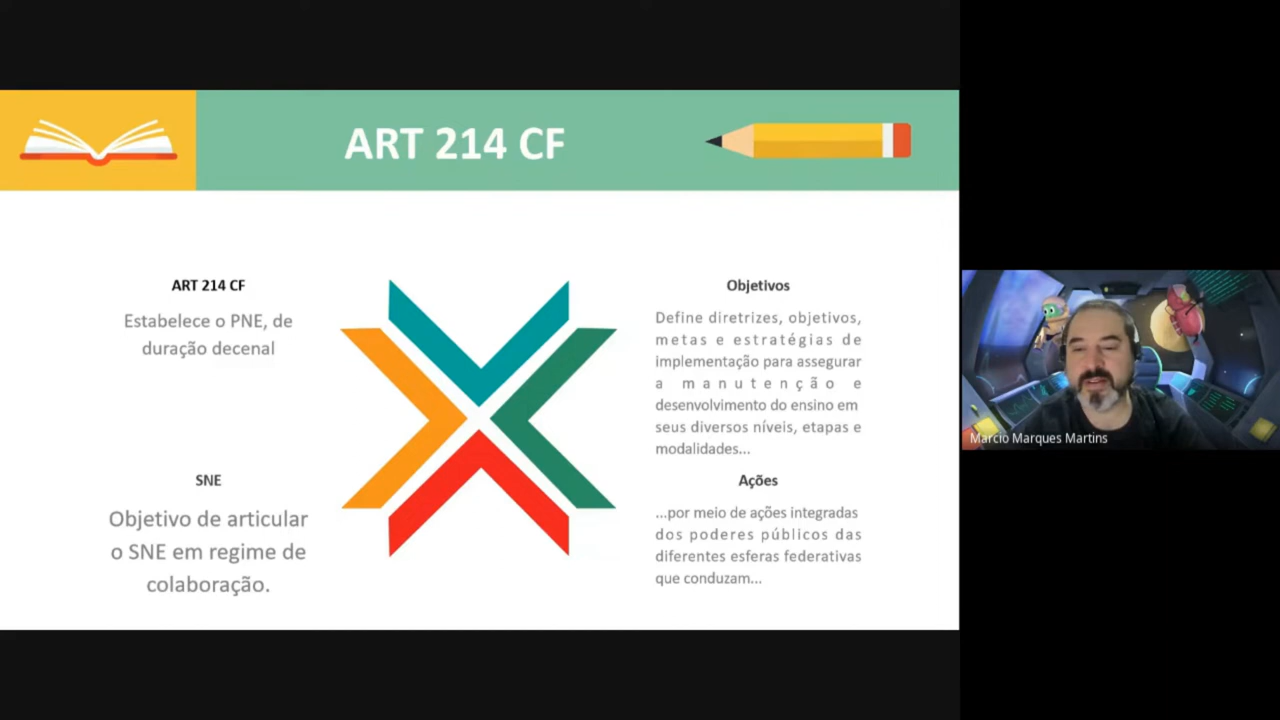 ART 214 CF
ART 214 CF
Estabelece o PNE, de
duração decenal
SNE
Objetivo de articular
o SNE em regime de
colaboração.
Objetivos
Define diretrizes, objetivos,
metas e estratégias de
implementação para assegurar
a manutenção e
desenvolvimento do ensino em
seus diversos níveis, etapas e
modalidades...
Ações
...por meio de ações integradas
dos poderes públicos das
diferentes esferas federativas
que conduzam...
Marcio Marques Martins